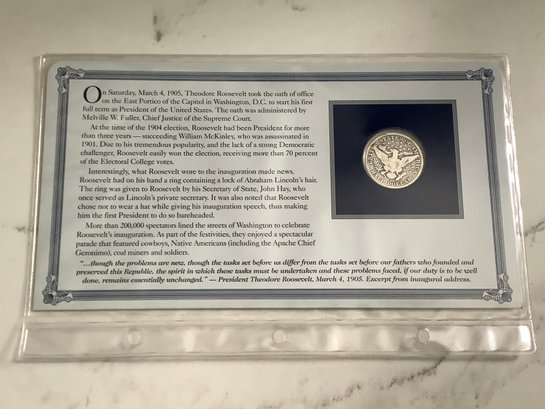 On Saturday, March 4, 1905, Theodore Roosevelt took the oath of office
on the East Portico of the Capitol in Washington, D.C. to start his first
full term as President of the United States. The oath was administered by
Melville W. Fuller, Chief Justice of the Supreme Court.
At the time of the 1904 election, Roosevelt had been President for more
than three years — succeeding William McKinley, who was assassinated in
1901. Due to his tremendous popularity, and the lack of a strong Democratic
challenger, Roosevelt easily won the election, receiving more than 70 percent
of the Electoral College votes.
Interestingly, what Roosevelt wore to the inauguration made news.
Roosevelt had on his hand a ring containing a lock of Abraham Lincoln's hair.
The ring was given to Roosevelt by his Secretary of State, John Hay, who
once served as Lincoln's private secretary. It was also noted that Roosevelt
chose not to wear a hat while giving his inauguration speech, thus making
him the first President to do so bareheaded.
More than 200,000 spectators lined the streets of Washington to celebrate
Roosevelt's inauguration. As part of the festivities, they enjoyed a spectacular
parade that featured cowboys, Native Americans (including the Apache Chief
Geronimo), coal miners and soldiers.
"...though the problems are new, though the tasks set before us differ from the tasks set before our fathers who founded and
preserved this Republic, the spirit in which these tasks must be undertaken and these problems faced, if our duty is to be well
done, remains essentially unchanged." — President Theodore Roosevelt, March 4, 1905. Excerpt from inaugural address.